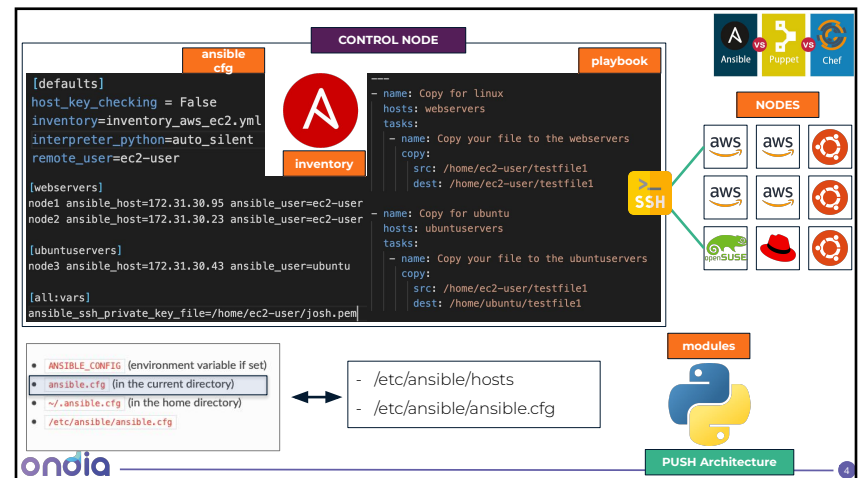 CONTROL NODE
ansible
cfg
[defaults]
host_key_checking = False
inventory=inventory_aws_ec2.yml
interpreter_python=auto_silent
remote_user=ec2-user
inventory
[webservers]
node1 ansible_host=172.31.30.95 ansible_user=ec2-user
node2 ansible_host=172.31.30.23 ansible_user=ec2-user
[ubuntuservers]
node3 ansible_host=172.31.30.43 ansible_user=ubuntu
[all:vars]
ansible_ssh_private_key_file=/home/ec2-user/josh.pem
playbook
---
- name: Copy for linux
hosts: webservers
tasks:
- name: Copy your file to the webservers
copy:
src: /home/ec2-user/testfile1
dest: /home/ec2-user/testfile1
- name: Copy for ubuntu
hosts: ubuntuservers
tasks:
- name: Copy your file to the ubuntuservers
copy:
src: /home/ec2-user/testfile1
dest: /home/ubuntu/testfile1
>_
SSH
Ansible vs Puppet vs Chef
NODES
aws aws
aws aws
openSUSE
• ANSIBLE_CONFIG (environment variable if set)
• ansible.cfg (in the current directory)
• ~/.ansible.cfg (in the home directory)
• /etc/ansible/ansible.cfg
- /etc/ansible/hosts
- /etc/ansible/ansible.cfg
modules
PUSH Architecture
ondia
4